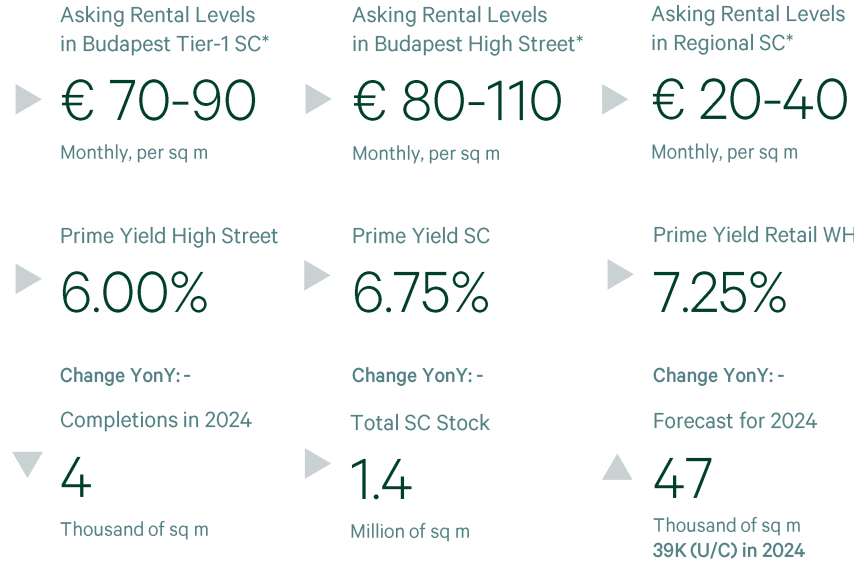 Asking Rental Levels
in Budapest Tier-1 SC*
€ 70-90
Monthly, per sq m
Asking Rental Levels
in Budapest High Street*
€ 80-110
Monthly, per sq m
Asking Rental Levels
in Regional SC*
€ 20-40
Monthly, per sq m
Prime Yield High Street
6.00%
Change YonY: -
Prime Yield SC
6.75%
Change YonY: -
Prime Yield Retail WH
7.25%
Change YonY: -
Completions in 2024
4
Thousand of sq m
Total SC Stock
1.4
Million of sq m
Forecast for 2024
47
Thousand of sq m
39K (U/C) in 2024